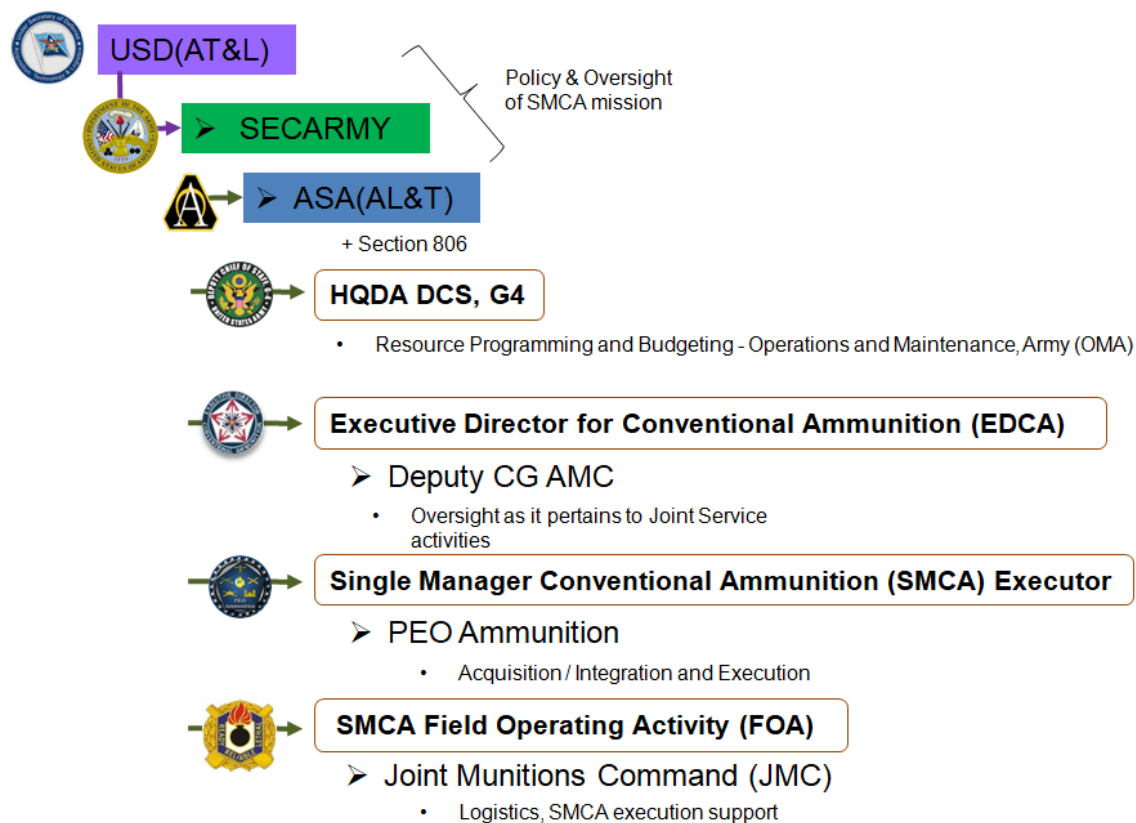 USD(AT&L)
Policy & Oversight
of SMCA mission
➢ SECARMY
➢ ASA(AL&T)
+ Section 806
HQDA DCS, G4
• Resource Programming and Budgeting - Operations and Maintenance, Army (OMA)
Executive Director for Conventional Ammunition (EDCA)
➢ Deputy CG AMC
• Oversight as it pertains to Joint Service
activities
Single Manager Conventional Ammunition (SMCA) Executor
➢ PEO Ammunition
• Acquisition / Integration and Execution
SMCA Field Operating Activity (FOA)
➢ Joint Munitions Command (JMC)
• Logistics, SMCA execution support